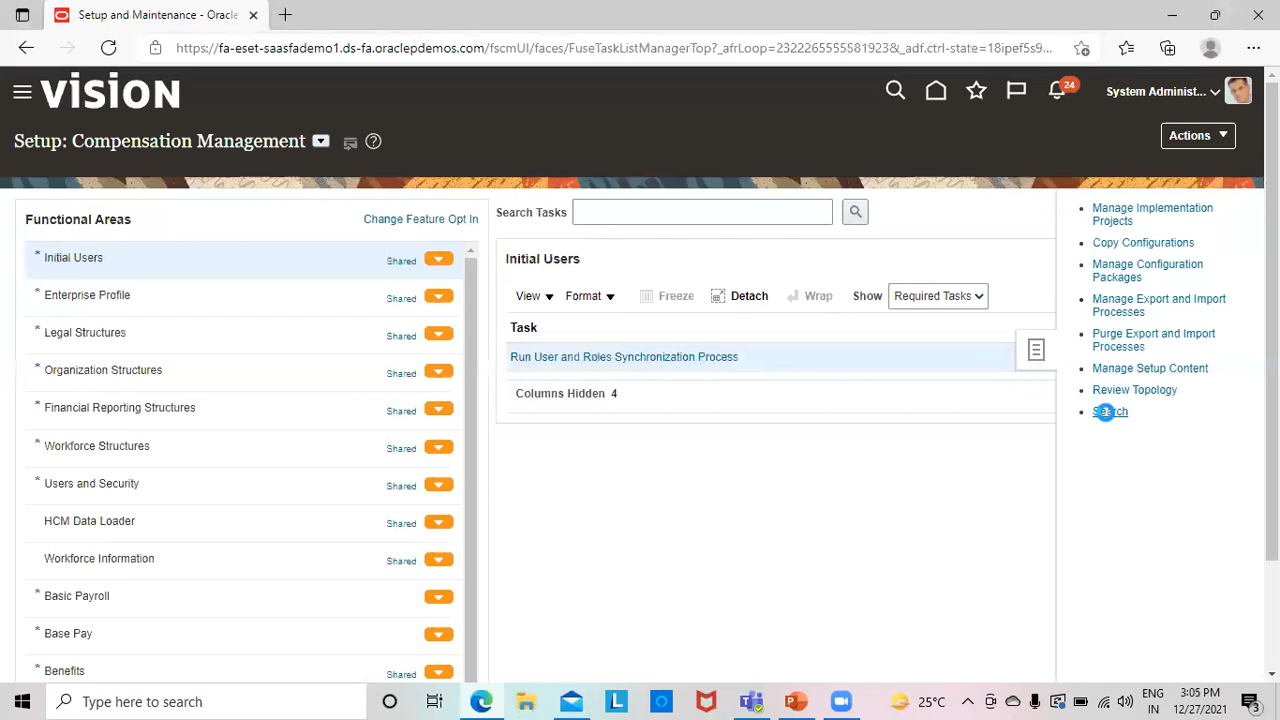 Setup and Maintenance - Oracle
https://fa-eset-saasfademo1.ds-fa.oraclepdemos.com/fscmUI/faces/FuseTaskListManagerTop?_afrLoop=2322265555581923&_adf.ctrl-state=18ipef5s9...
vision
24
System Administ...
Setup: Compensation Management
Actions
Functional Areas
Change Feature Opt In
* Initial Users Shared
* Enterprise Profile Shared
* Legal Structures Shared
* Organization Structures Shared
* Financial Reporting Structures Shared
* Workforce Structures Shared
* Users and Security Shared
HCM Data Loader Shared
Workforce Information Shared
* Basic Payroll
* Base Pay
* Benefits Shared
Search Tasks
Initial Users
View Format Freeze Detach Wrap Show Required Tasks
Task
Run User and Roles Synchronization Process
Columns Hidden 4
Manage Implementation
Projects
Copy Configurations
Manage Configuration
Packages
Manage Export and Import
Processes
Purge Export and Import
Processes
Manage Setup Content
Review Topology
Search
Type here to search
25°C
ENG
IN
3:05 PM
12/27/2021
3